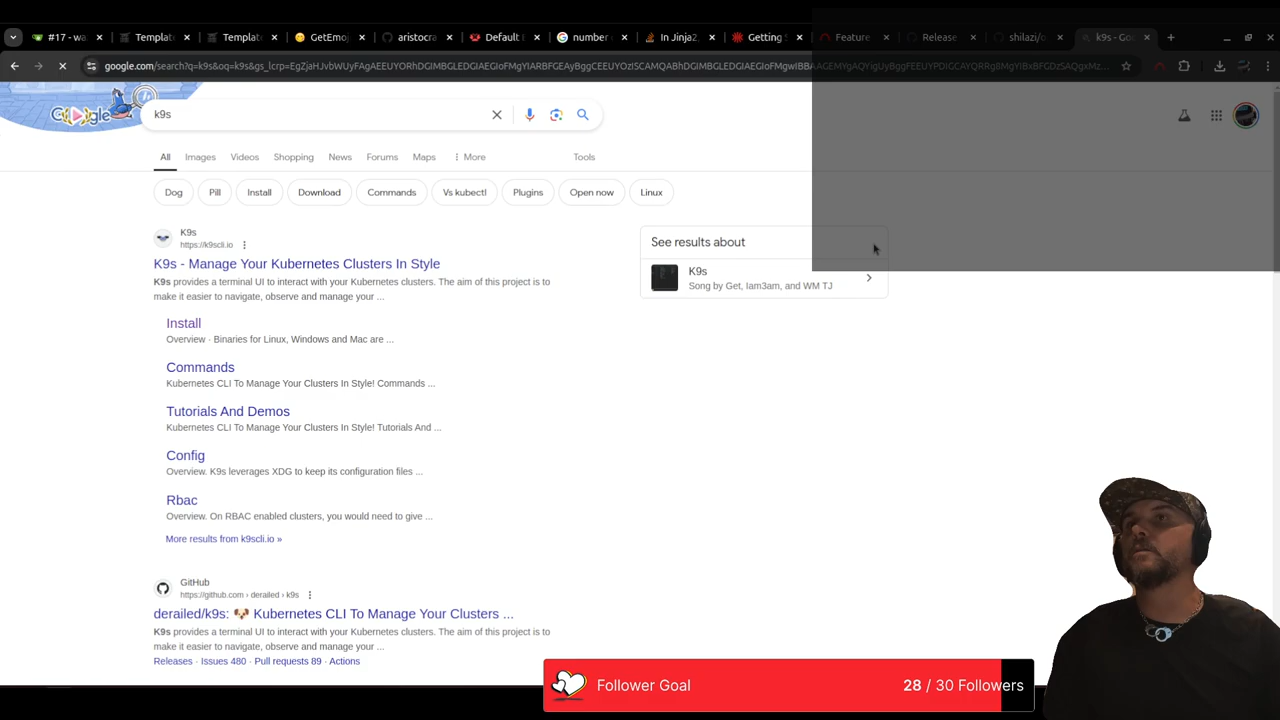 #17 - wa
Templat
Templat
GetEmoj
aristocra
Default E
number
In Jinja2
Getting S
Feature
Release
shilazi/o
k9s - Goo
google.com/search?q=k9s&oq=k9s&gs_lcrp=
k9s
All
Images
Videos
Shopping
News
Forums
Maps
More
Tools
Dog
Pill
Install
Download
Commands
Vs kubectl
Plugins
Open now
Linux
K9s
https://k9scli.io
K9s - Manage Your Kubernetes Clusters In Style
K9s provides a terminal UI to interact with your Kubernetes clusters. The aim of this project is to
make it easier to navigate, observe and manage your ...
Install
Overview · Binaries for Linux, Windows and Mac are ...
Commands
Kubernetes CLI To Manage Your Clusters In Style! Commands ...
Tutorials And Demos
Kubernetes CLI To Manage Your Clusters In Style! Tutorials And ...
Config
Overview. K9s leverages XDG to keep its configuration files ...
Rbac
Overview. On RBAC enabled clusters, you would need to give ...
More results from k9scli.io »
GitHub
https://github.com › derailed › k9s
derailed/k9s: 🐶 Kubernetes CLI To Manage Your Clusters ...
K9s provides a terminal UI to interact with your Kubernetes clusters. The aim of this project is to
make it easier to navigate, observe and manage your ...
Releases · Issues 480 · Pull requests 89 · Actions
See results about
K9s
Song by Get, Iam3am, and WM TJ
Follower Goal
28 / 30 Followers